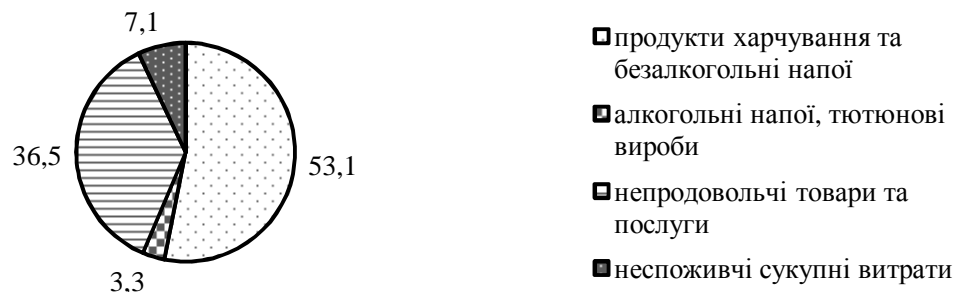 7,1
36,5
53,1
3,3
продукти харчування та
безалкогольні напої
алкогольні напої, тютюнові
вироби
непродовольчі товари та
послуги
неспоживчі сукупні витрати